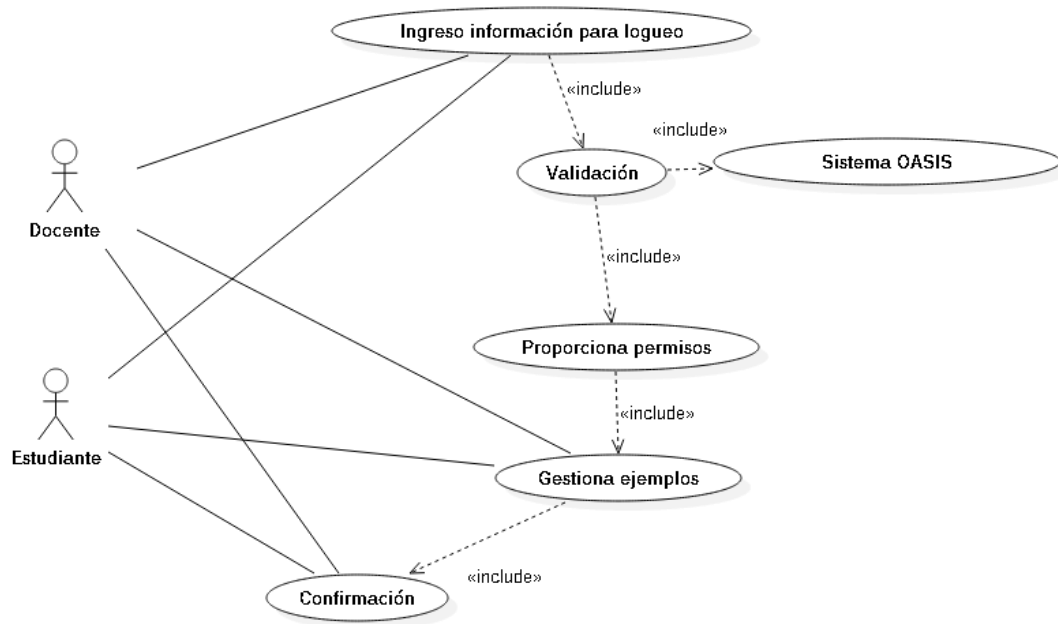 Ingreso información para logueo
«include»
«include»
Validación
Sistema OASIS
Docente
«include»
Proporciona permisos
«include»
Estudiante
Gestiona ejemplos
«include»
Confirmación